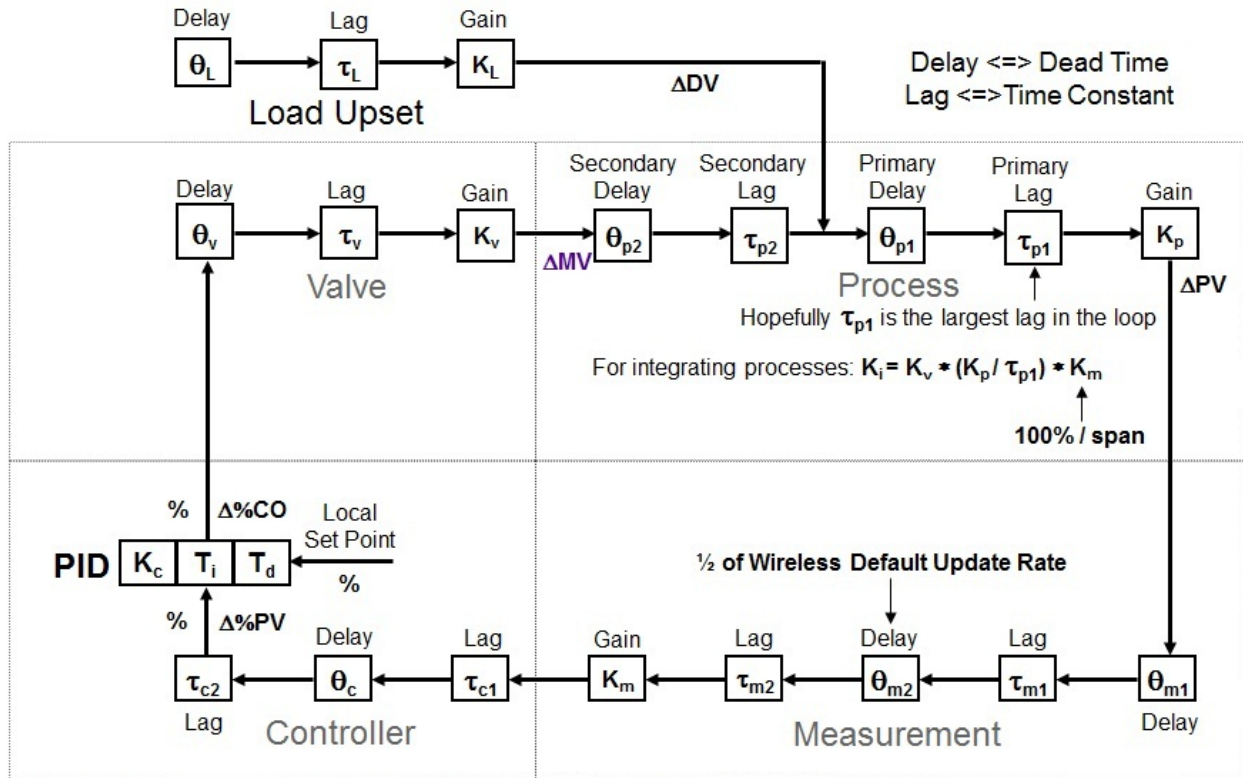 Delay
Lag
Gain
θL
τL
KL
Load Upset
ΔDV
Delay <=> Dead Time
Lag <=>Time Constant
Delay
Lag
Gain
θv
τv
Kv
Valve
ΔMV
Secondary
Delay
Secondary
Lag
Primary
Delay
Primary
Lag
Gain
θp2
τp2
θp1
τp1
Kp
Process
ΔPV
Hopefully τp1 is the largest lag in the loop
For integrating processes: Ki = Kv * (Kp / τp1) * Km
100% / span
% Δ%CO
Local
Set Point
%
PID Kc Ti Td
% Δ%PV
½ of Wireless Default Update Rate
Delay
Lag
Gain
Lag
Delay
Lag
τc2
θc
τc1
Km
τm2
θm2
τm1
θm1
Lag
Delay
Controller
Measurement